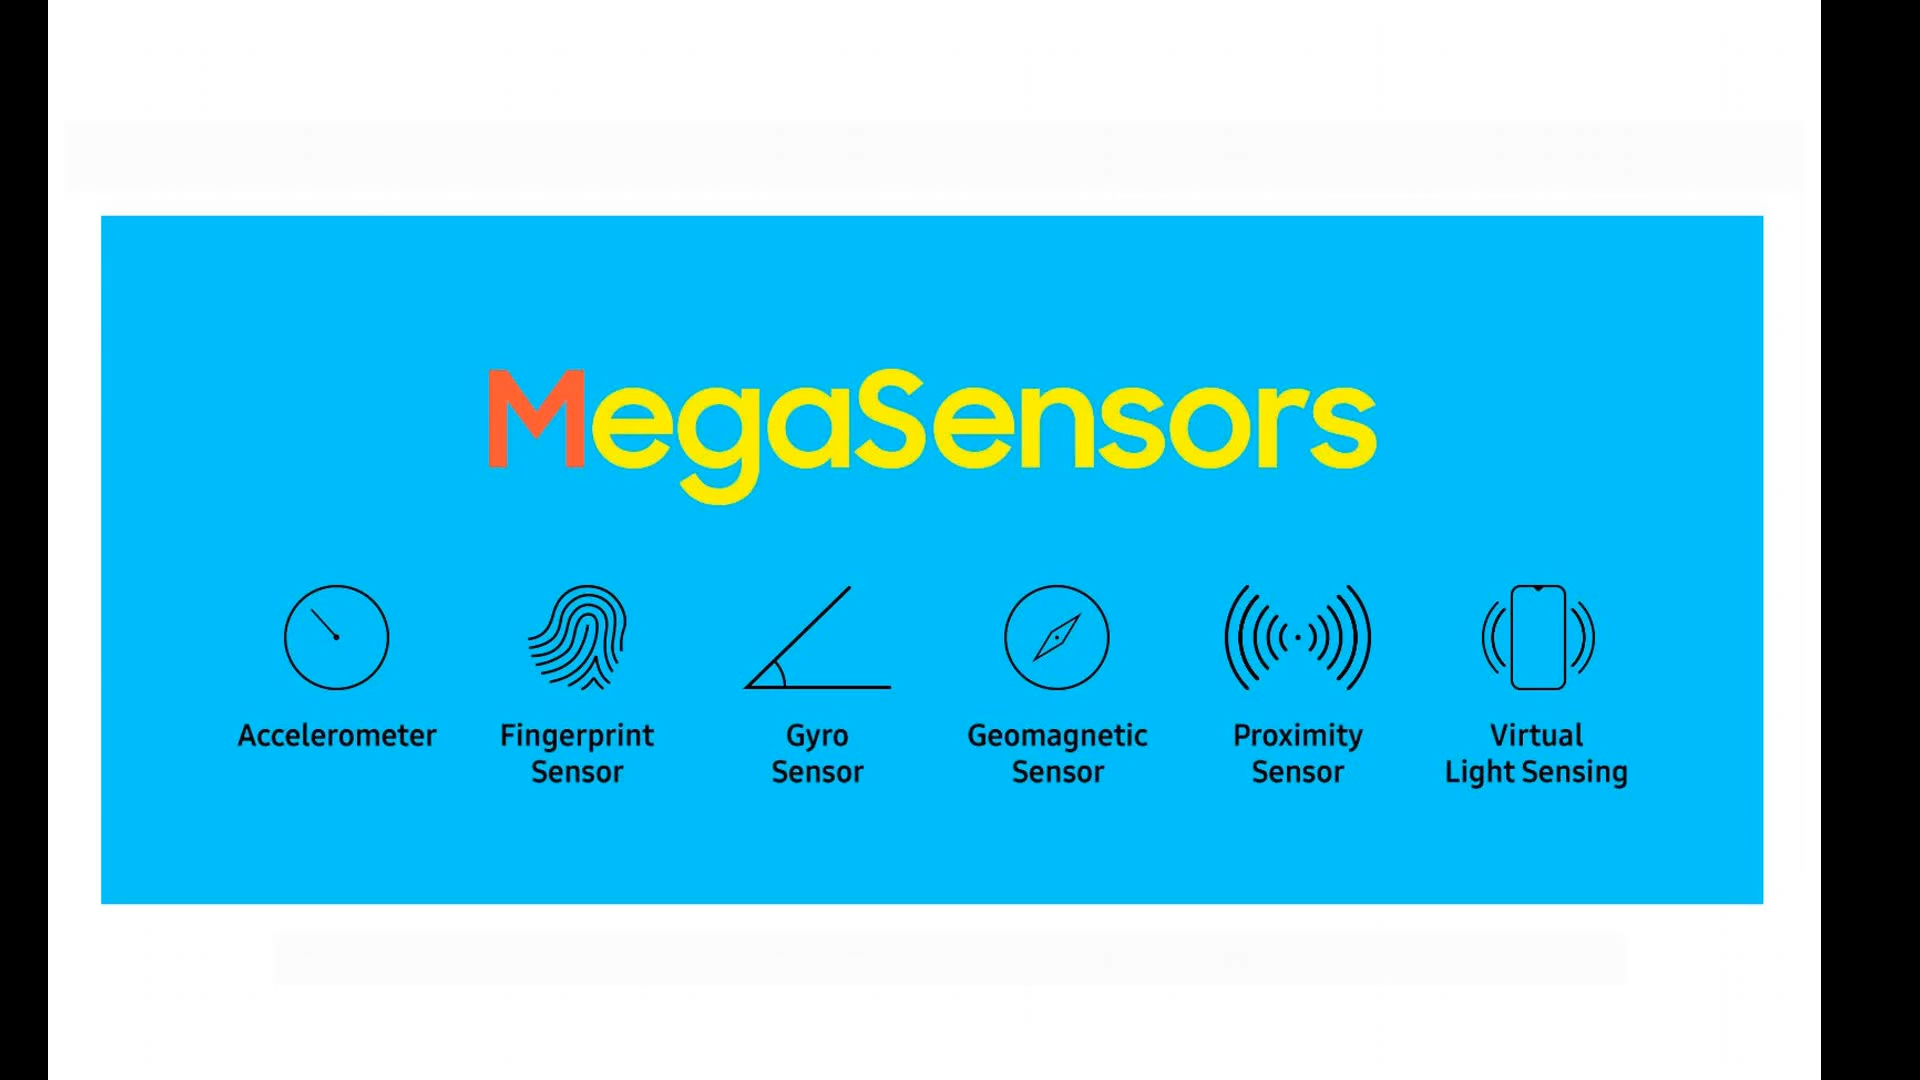 MegaSensors
Accelerometer
Fingerprint
Sensor
Gyro
Sensor
Geomagnetic
Sensor
Proximity
Sensor
Virtual
Light Sensing